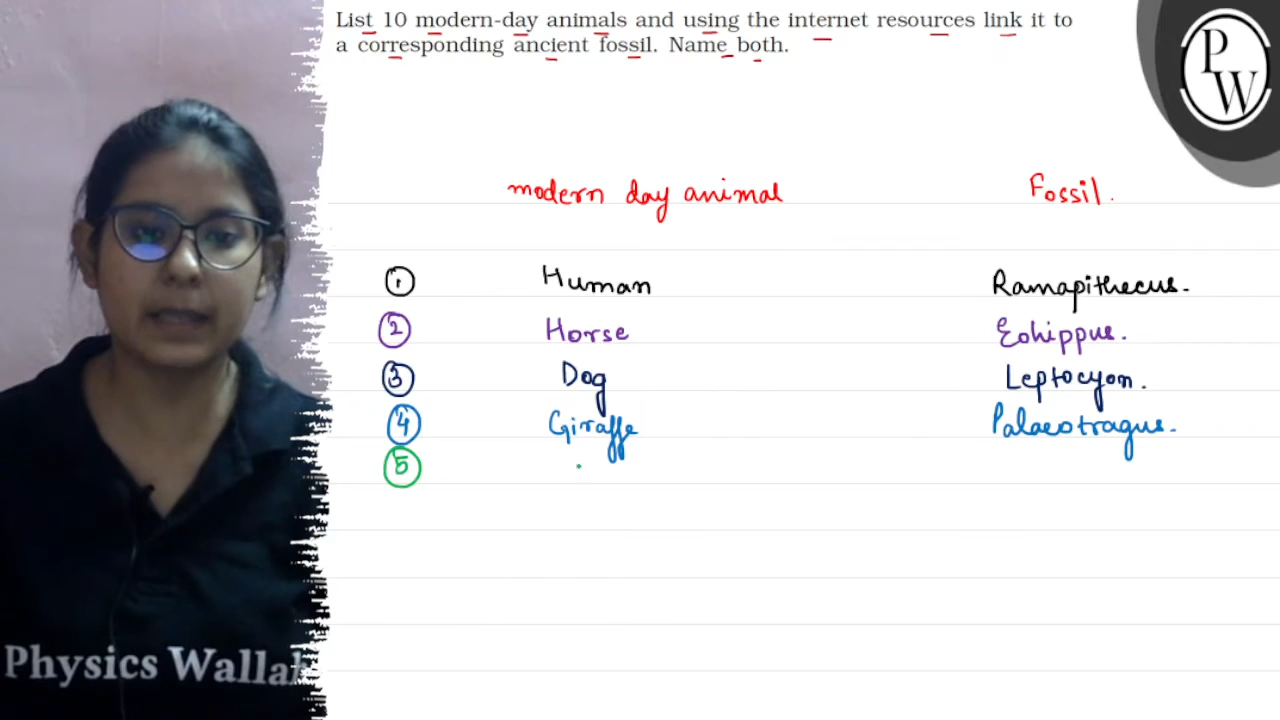 List 10 modern-day animals and using the internet resources link it to
a corresponding ancient fossil. Name both.
PW
modern day animal Fossil.
1 Human Ramapithecus.
2 Horse Eohippus.
3 Dog Leptocyon.
4 Giraffe Palaeotragus.
5
Physics Wallah